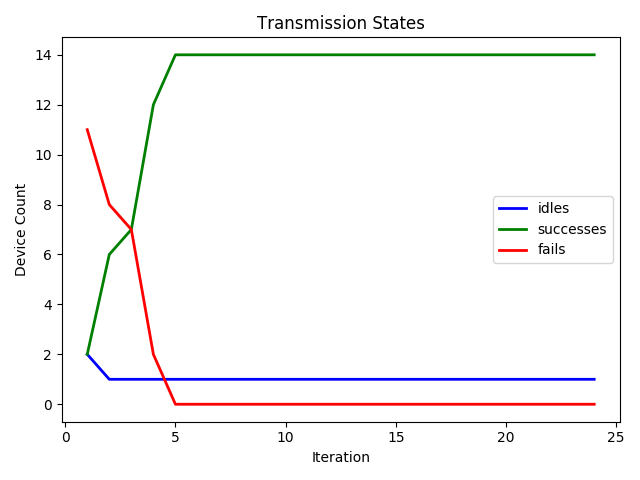 Transmission States
Device Count
14
12
10
8
6
4
2
0
idles
successes
fails
0 5 10 15 20 25
Iteration